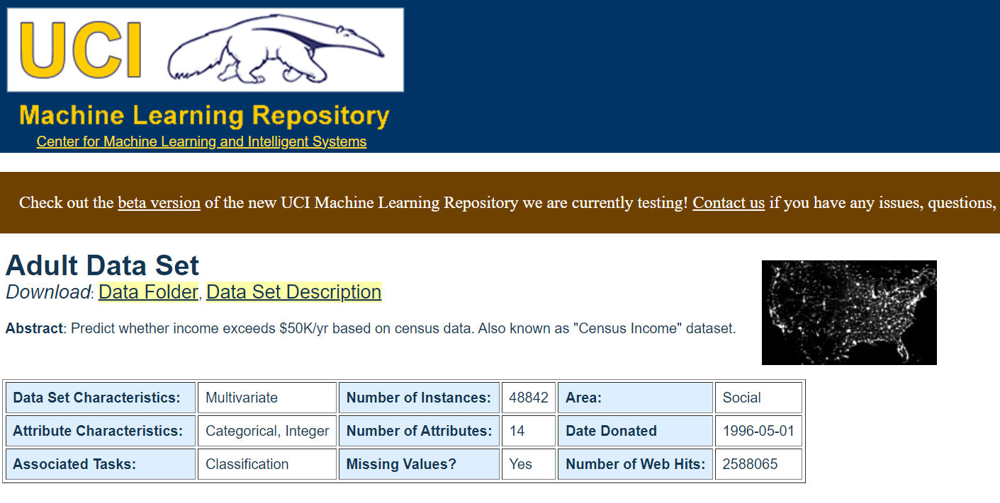 UCI
Machine Learning Repository
Center for Machine Learning and Intelligent Systems
Check out the beta version of the new UCI Machine Learning Repository we are currently testing! Contact us if you have any issues, questions,
Adult Data Set
Download: Data Folder, Data Set Description
Abstract: Predict whether income exceeds $50K/yr based on census data. Also known as "Census Income" dataset.
Data Set Characteristics: Multivariate Number of Instances: 48842 Area: Social
Attribute Characteristics: Categorical, Integer Number of Attributes: 14 Date Donated 1996-05-01
Associated Tasks: Classification Missing Values? Yes Number of Web Hits: 2588065